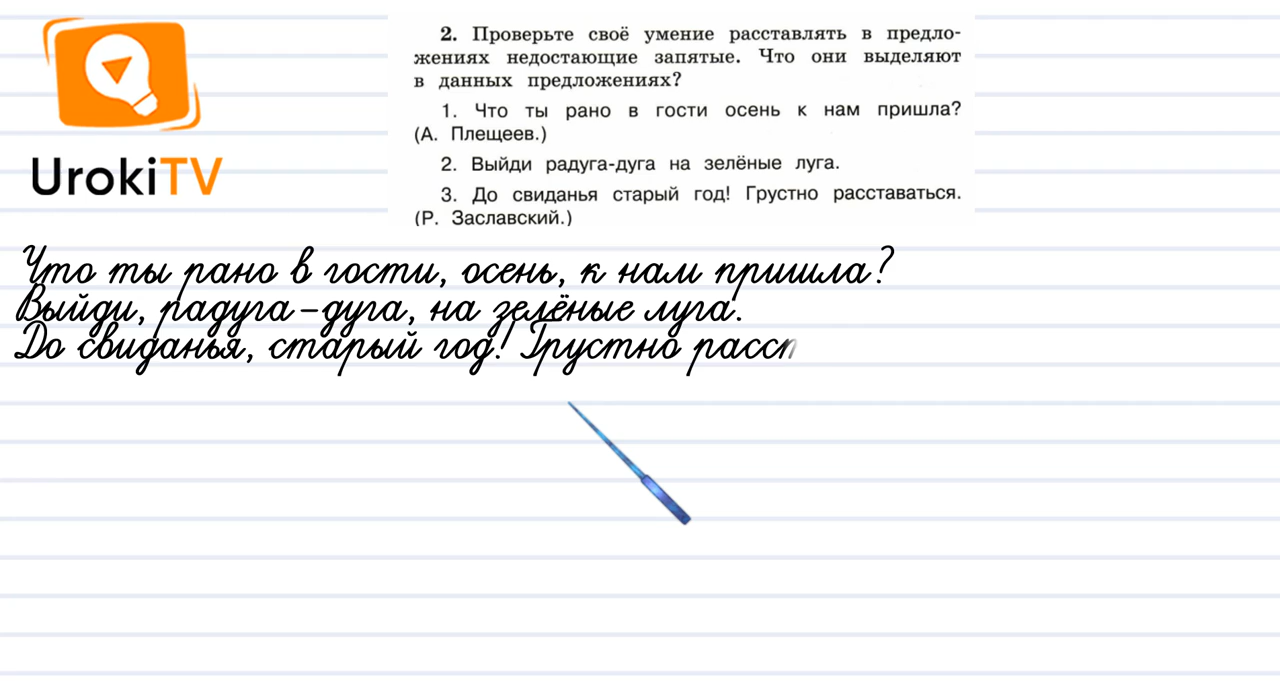 UrokiTV
2. Проверьте своё умение расставлять в предло-
жениях недостающие запятые. Что они выделяют
в данных предложениях?
1. Что ты рано в гости осень к нам пришла?
(А. Плещеев.)
2. Выйди радуга-дуга на зелёные луга.
3. До свиданья старый год! Грустно расставаться.
(Р. Заславский.)
Что ты рано в гости, осень, к нам пришла?
Выйди, радуга-дуга, на зелёные луга.
До свиданья, старый год! Грустно расст